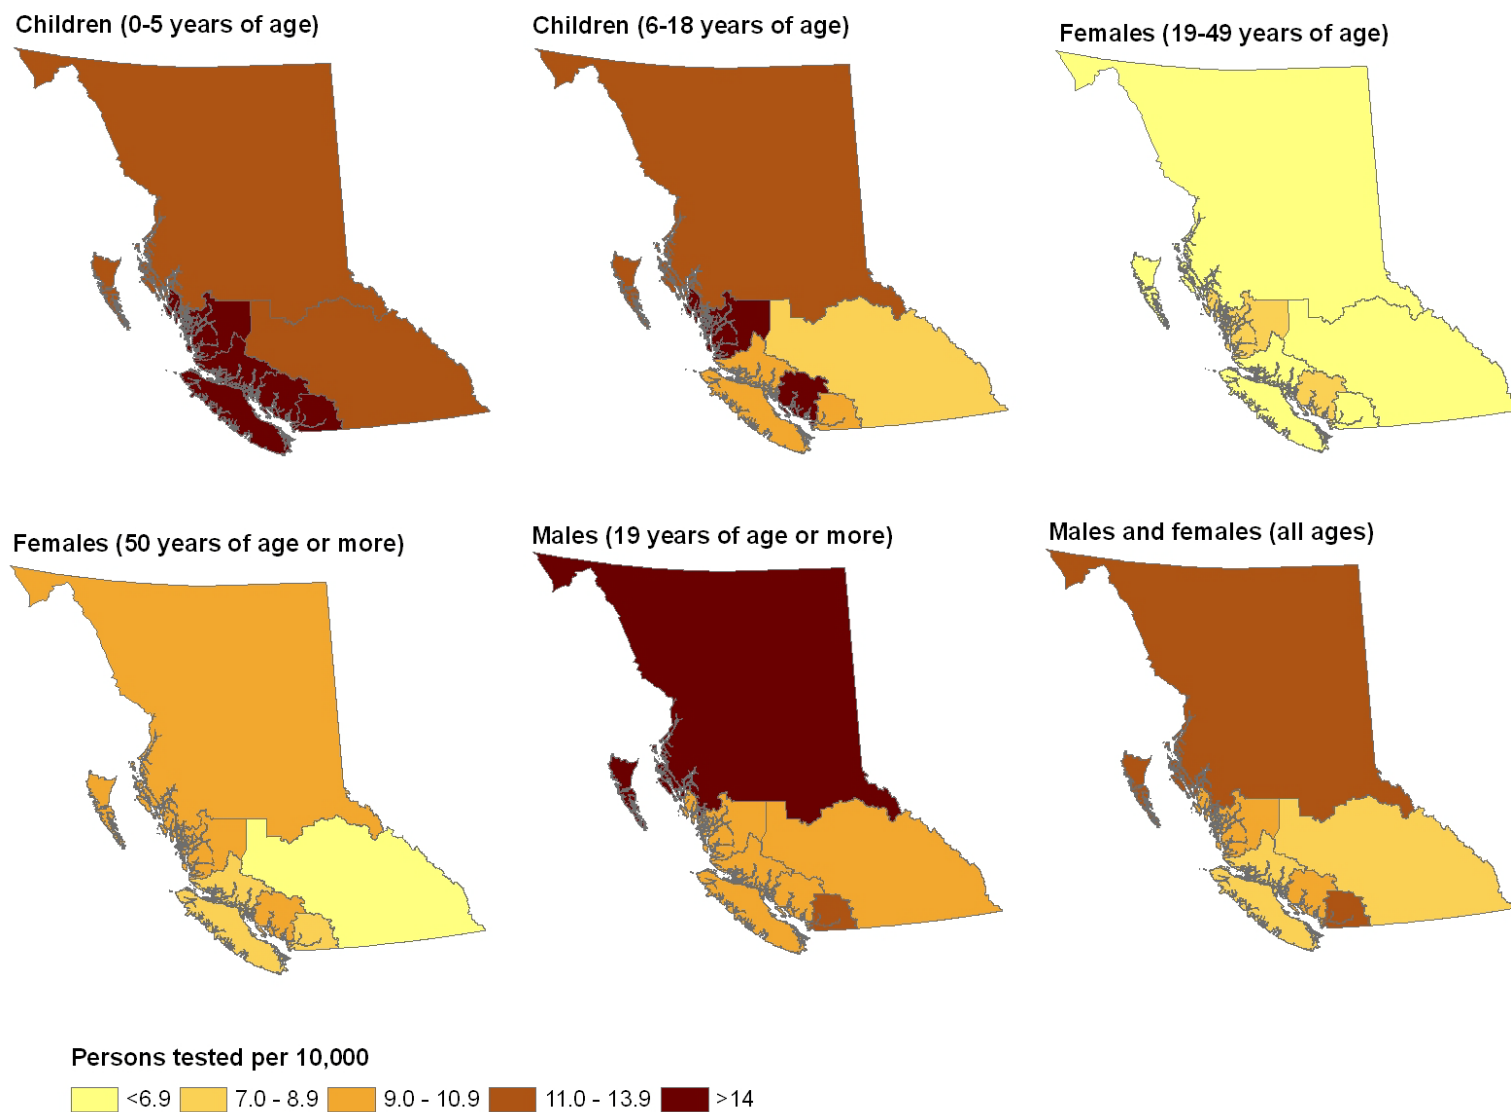 Children (0-5 years of age)
Children (6-18 years of age)
Females (19-49 years of age)
Females (50 years of age or more)
Males (19 years of age or more)
Males and females (all ages)
Persons tested per 10,000
<6.9 7.0 - 8.9 9.0 - 10.9 11.0 - 13.9 >14